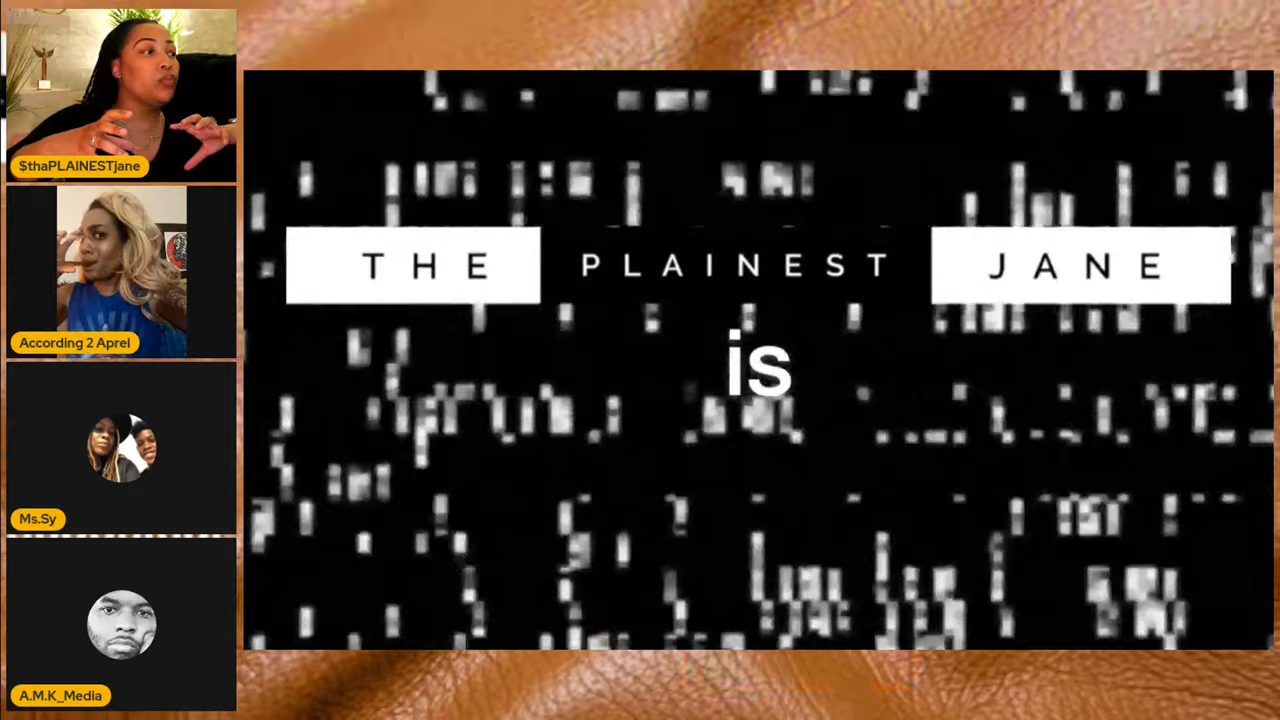 $thaPLAINESTjane
According 2 Aprel
Ms.Sy
A.M.K_Media
THE PLAINEST JANE
is